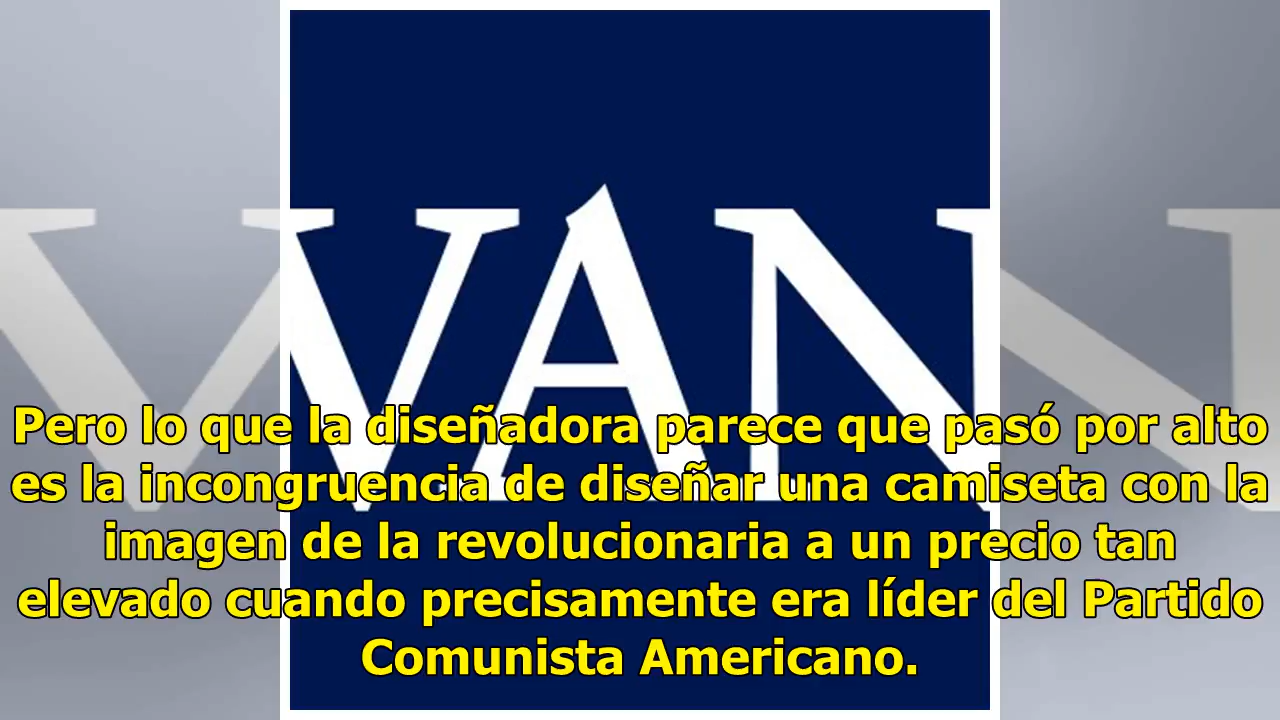 VAN
Pero lo que la diseñadora parece que pasó por alto
es la incongruencia de diseñar una camiseta con la
imagen de la revolucionaria a un precio tan
elevado cuando precisamente era líder del Partido
Comunista Americano.